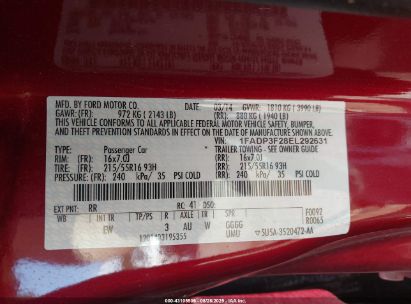 MFD. BY FORD MOTOR CO. DATE: 03/14 GVWR: 1810 KG ( 3990 LB)
GAWR: (FR): 972 KG ( 2143 LB) (RR): 880 KG ( 1940 LB)
THIS VEHICLE CONFORMS TO ALL APPLICABLE FEDERAL MOTOR VEHICLE SAFETY, BUMPER,
AND THEFT PREVENTION STANDARDS IN EFFECT ON THE DATE OF MANUFACTURE SHOWN ABOVE.
VIN: 1FADP3F28EL292631
TYPE: Passenger Car TRAILER TOWING - SEE OWNER GUIDE
RIM: (FR) 16x7.0J (RR) 16x7.0J
TIRE: (FR) 215/55R16 93H (RR) 215/55R16 93H
PRESSURE: (FR) 240 kPa/ 35 PSI COLD (RR) 240 kPa/ 35 PSI COLD
EXT PNT: RR RC: 41 DSO:
WB INT TR TP/PS R AXLE TR SPR F0092
EW 3 AU GGGG R0065
UMU ▼5U5A-3520472-AA